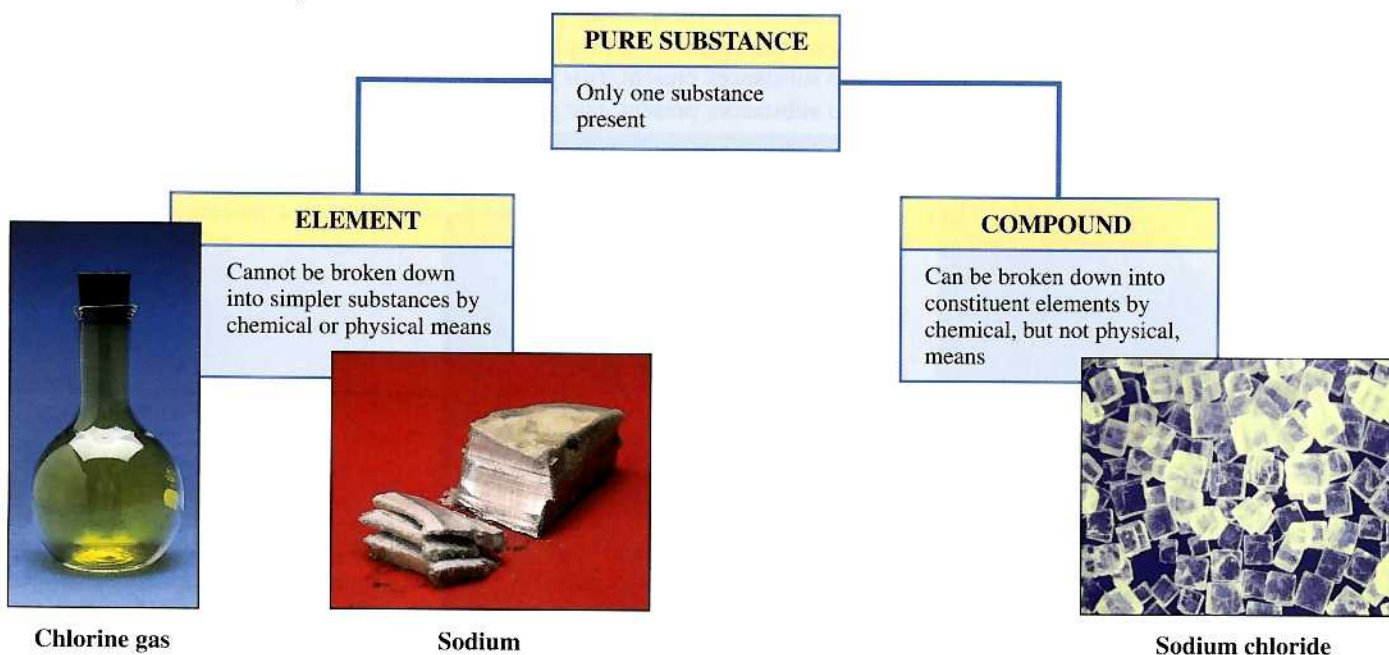 PURE SUBSTANCE
Only one substance
present
ELEMENT
Cannot be broken down
into simpler substances by
chemical or physical means
COMPOUND
Can be broken down into
constituent elements by
chemical, but not physical,
means
Chlorine gas
Sodium
Sodium chloride